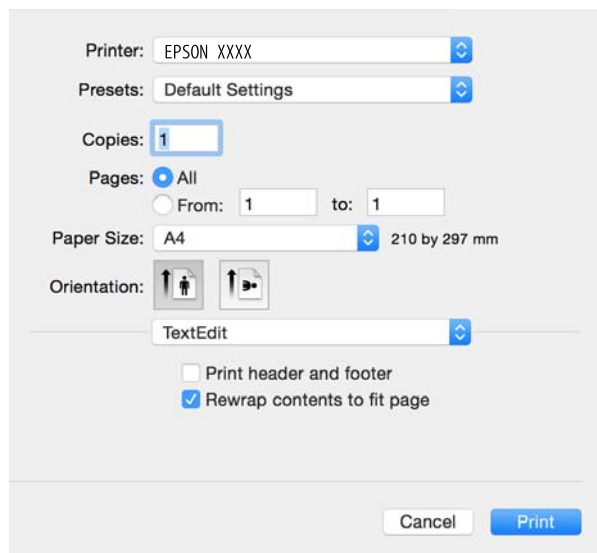 Printer: EPSON XXXX
Presets: Default Settings
Copies: 1
Pages: All
From: 1 to: 1
Paper Size: A4 210 by 297 mm
Orientation:
TextEdit
Print header and footer
Rewrap contents to fit page
Cancel Print